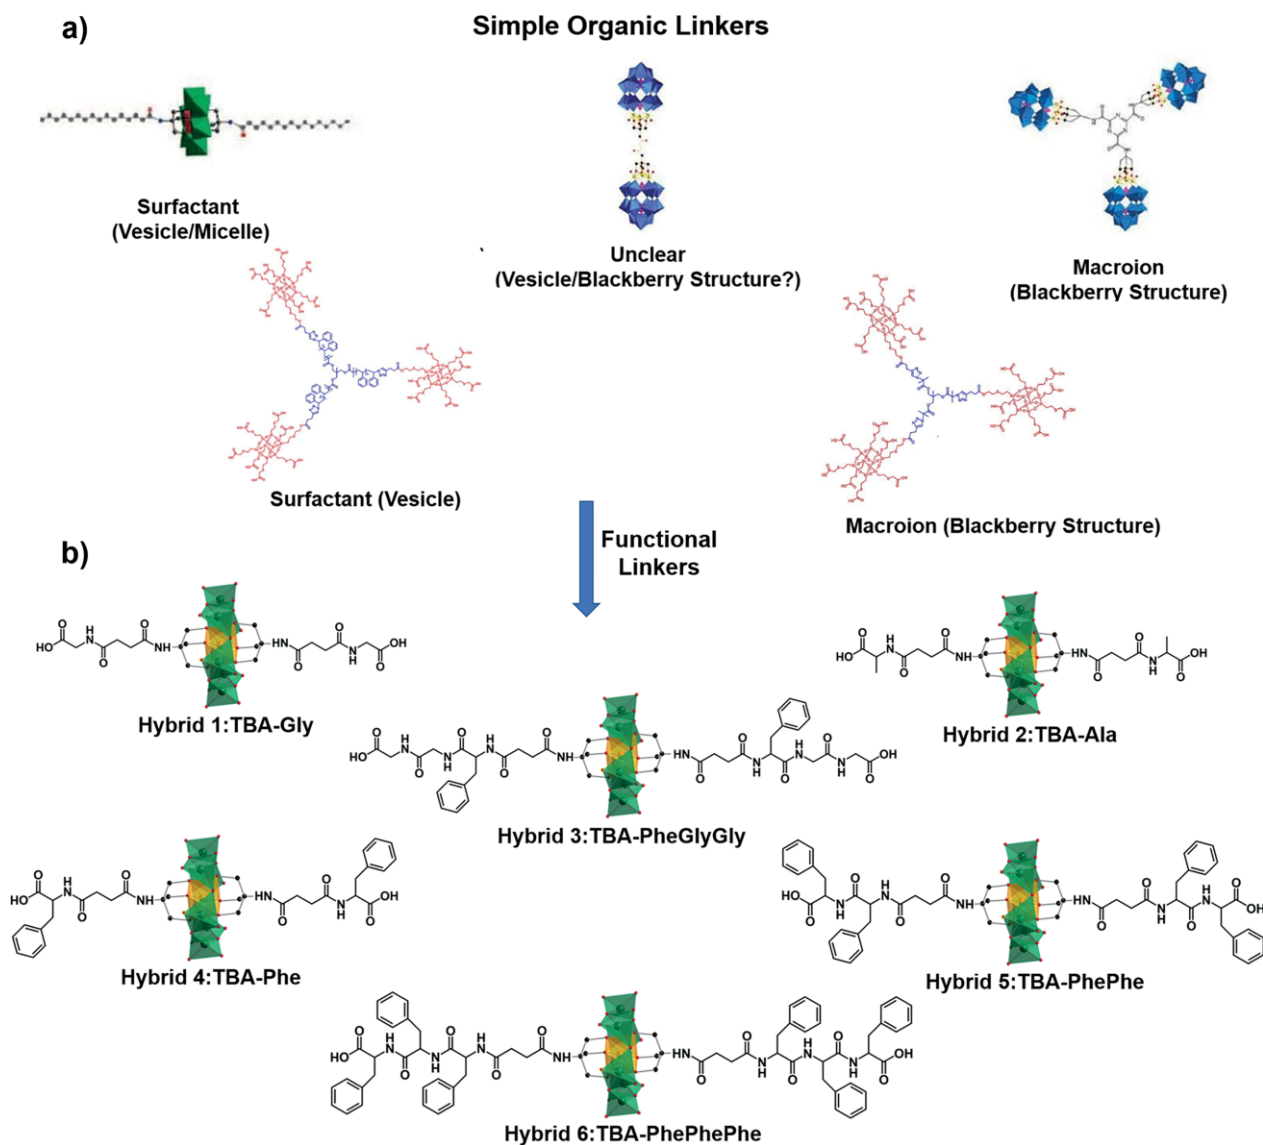 a)
Simple Organic Linkers
Surfactant
(Vesicle/Micelle)
Unclear
(Vesicle/Blackberry Structure?)
Macroion
(Blackberry Structure)
Surfactant (Vesicle)
Macroion (Blackberry Structure)
Functional
Linkers
b)
Hybrid 1:TBA-Gly
Hybrid 2:TBA-Ala
Hybrid 3:TBA-PheGlyGly
Hybrid 4:TBA-Phe
Hybrid 5:TBA-PhePhe
Hybrid 6:TBA-PhePhePhe